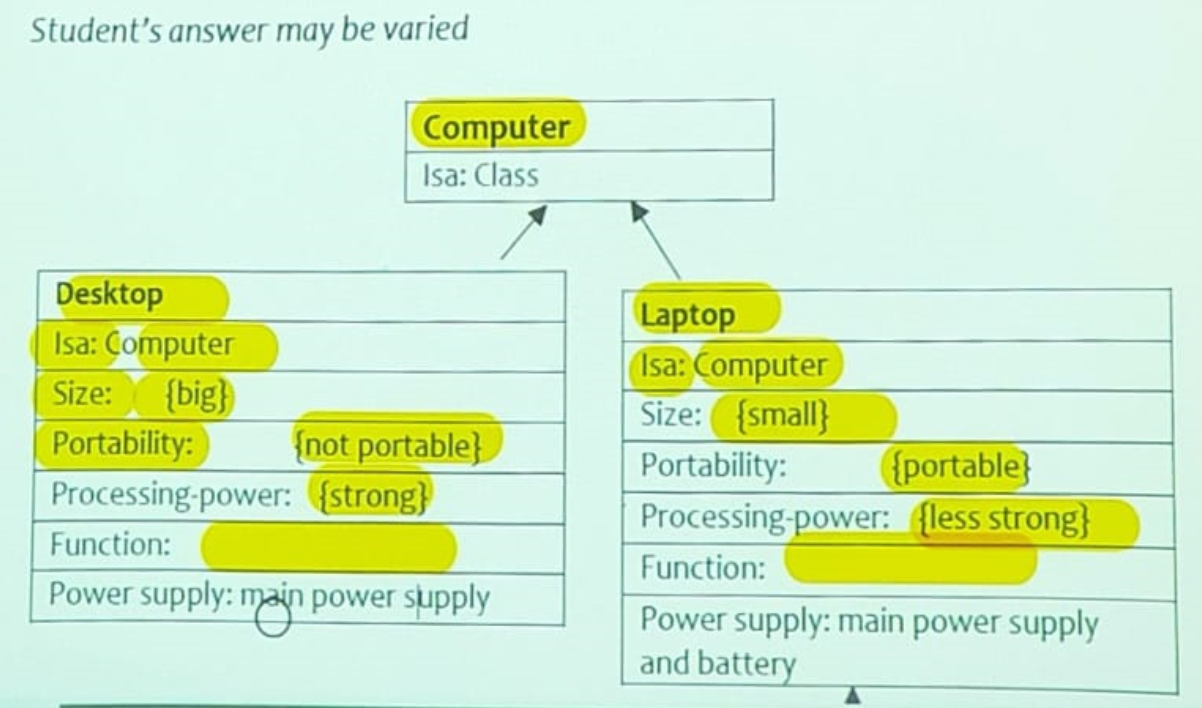 Student's answer may be varied
Computer
Isa: Class
Desktop
Isa: Computer
Size: {big}
Portability: {not portable}
Processing-power: {strong}
Function:
Power supply: main power supply
Laptop
Isa: Computer
Size: {small}
Portability: {portable}
Processing-power: {less strong}
Function:
Power supply: main power supply
and battery